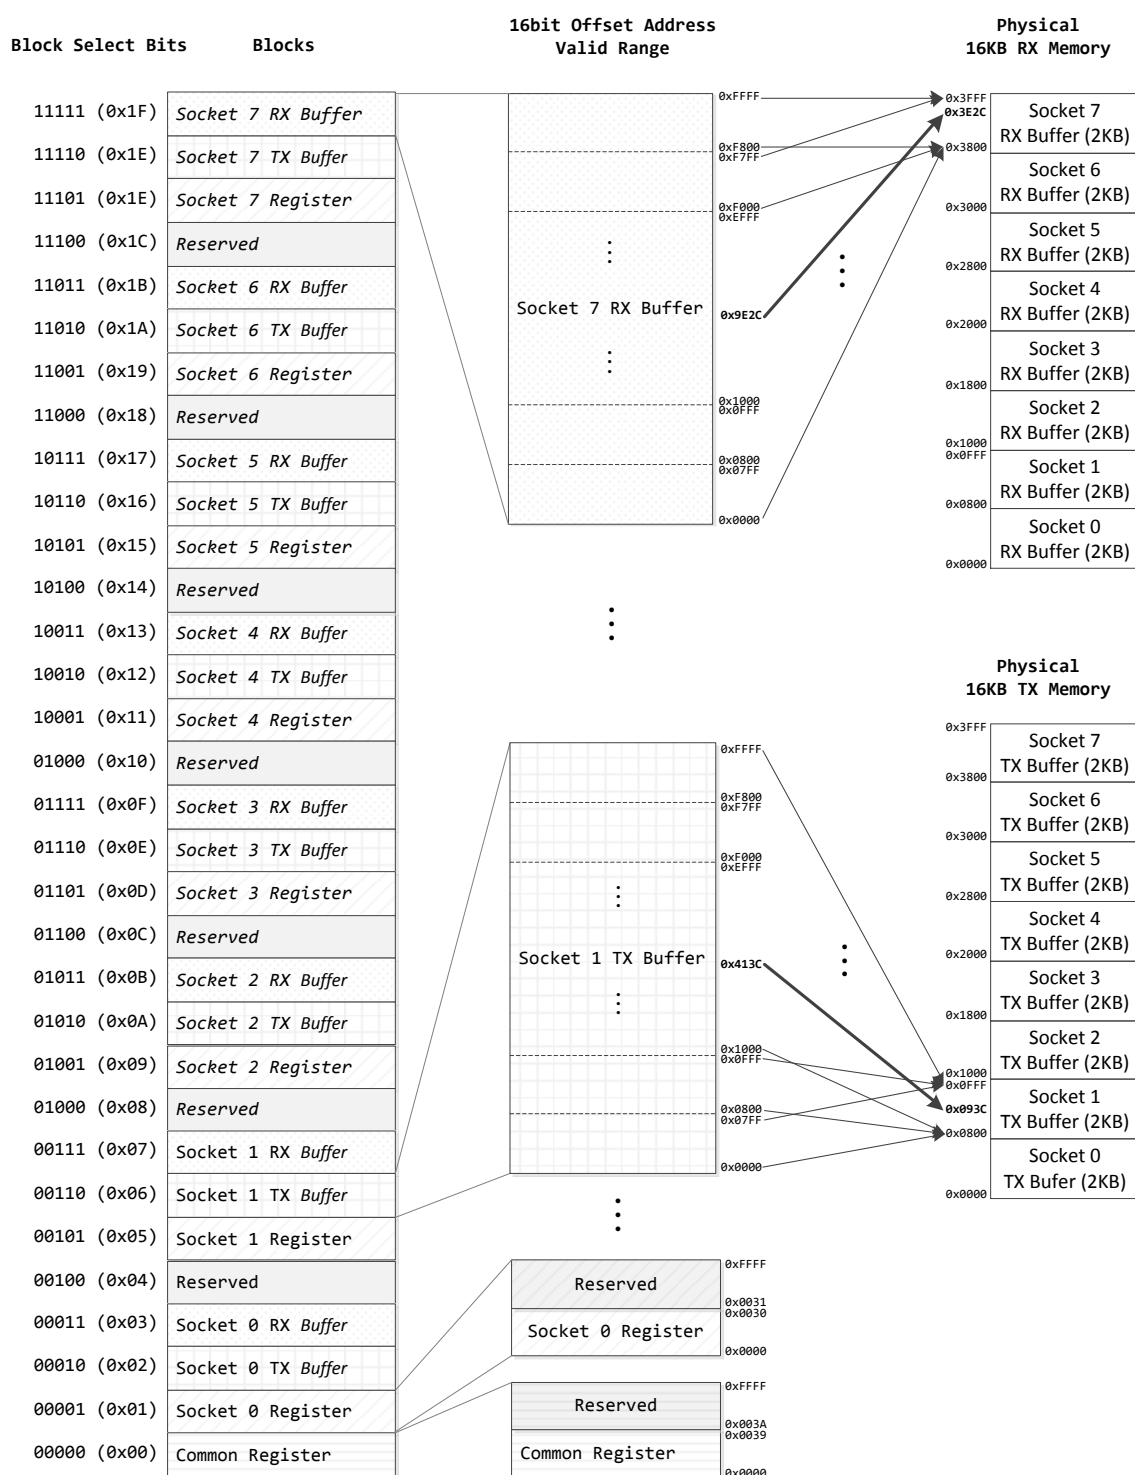 Block Select Bits
Blocks
16bit Offset Address
Valid Range
Physical
16KB RX Memory
11111 (0x1F)
Socket 7 RX Buffer
11110 (0x1E)
Socket 7 TX Buffer
11101 (0x1E)
Socket 7 Register
11100 (0x1C)
Reserved
11011 (0x1B)
Socket 6 RX Buffer
11010 (0x1A)
Socket 6 TX Buffer
11001 (0x19)
Socket 6 Register
11000 (0x18)
Reserved
10111 (0x17)
Socket 5 RX Buffer
10110 (0x16)
Socket 5 TX Buffer
10101 (0x15)
Socket 5 Register
10100 (0x14)
Reserved
10011 (0x13)
Socket 4 RX Buffer
10010 (0x12)
Socket 4 TX Buffer
10001 (0x11)
Socket 4 Register
01000 (0x10)
Reserved
01111 (0x0F)
Socket 3 RX Buffer
01110 (0x0E)
Socket 3 TX Buffer
01101 (0x0D)
Socket 3 Register
01100 (0x0C)
Reserved
01011 (0x0B)
Socket 2 RX Buffer
01010 (0x0A)
Socket 2 TX Buffer
01001 (0x09)
Socket 2 Register
01000 (0x08)
Reserved
00111 (0x07)
Socket 1 RX Buffer
00110 (0x06)
Socket 1 TX Buffer
00101 (0x05)
Socket 1 Register
00100 (0x04)
Reserved
00011 (0x03)
Socket 0 RX Buffer
00010 (0x02)
Socket 0 TX Buffer
00001 (0x01)
Socket 0 Register
00000 (0x00)
Common Register
0xFFFF
0xF800
0xF7FF
0xF000
0xEFFF
Socket 7 RX Buffer
0x9E2C
0x1000
0x0FFF
0x0800
0x07FF
0x0000
0x3FFF
0x3E2C
Socket 7
RX Buffer (2KB)
0x3800
Socket 6
RX Buffer (2KB)
0x3000
Socket 5
RX Buffer (2KB)
0x2800
Socket 4
RX Buffer (2KB)
0x2000
Socket 3
RX Buffer (2KB)
0x1800
Socket 2
RX Buffer (2KB)
0x1000
0x0FFF
Socket 1
RX Buffer (2KB)
0x0800
Socket 0
RX Buffer (2KB)
0x0000
Physical
16KB TX Memory
0xFFFF
0xF800
0xF7FF
0xF000
0xEFFF
Socket 1 TX Buffer
0x413C
0x1000
0x0FFF
0x0800
0x07FF
0x0000
0x3FFF
Socket 7
TX Buffer (2KB)
0x3800
Socket 6
TX Buffer (2KB)
0x3000
Socket 5
TX Buffer (2KB)
0x2800
Socket 4
TX Buffer (2KB)
0x2000
Socket 3
TX Buffer (2KB)
0x1800
Socket 2
TX Buffer (2KB)
0x1000
0x0FFF
Socket 1
TX Buffer (2KB)
0x093C
0x0800
Socket 0
TX Bufer (2KB)
0x0000
0xFFFF
Reserved
0x0031
0x0030
Socket 0 Register
0x0000
0xFFFF
Reserved
0x003A
0x0039
Common Register
0x0000